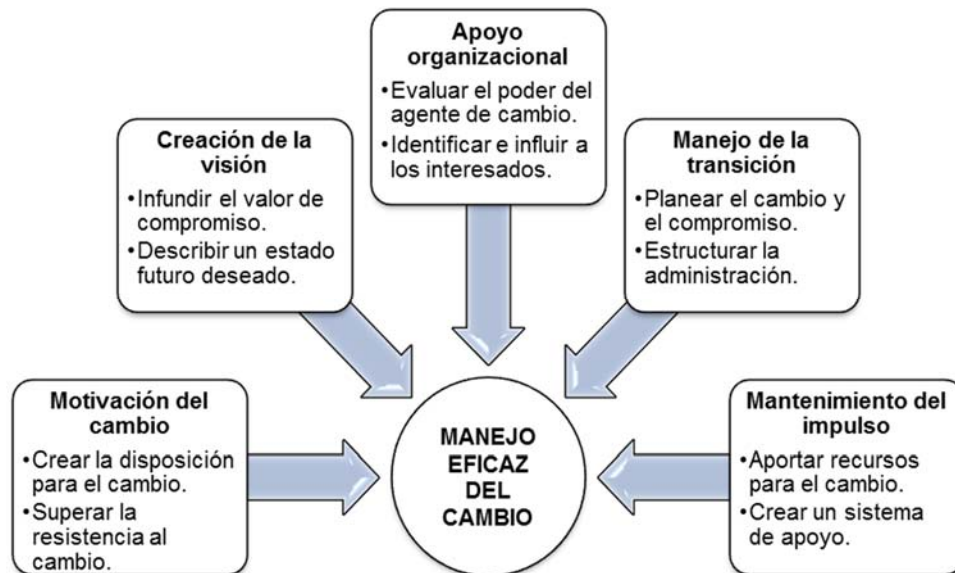 Apoyo
organizacional
•Evaluar el poder del
agente de cambio.
•Identificar e influir a
los interesados.
Creación de la
visión
•Infundir el valor de
compromiso.
•Describir un estado
futuro deseado.
Manejo de la
transición
•Planear el cambio y
el compromiso.
•Estructurar la
administración.
Motivación del
cambio
•Crear la disposición
para el cambio.
•Superar la
resistencia al
cambio.
MANEJO
EFICAZ
DEL
CAMBIO
Mantenimiento del
impulso
•Aportar recursos
para el cambio.
•Crear un sistema
de apoyo.